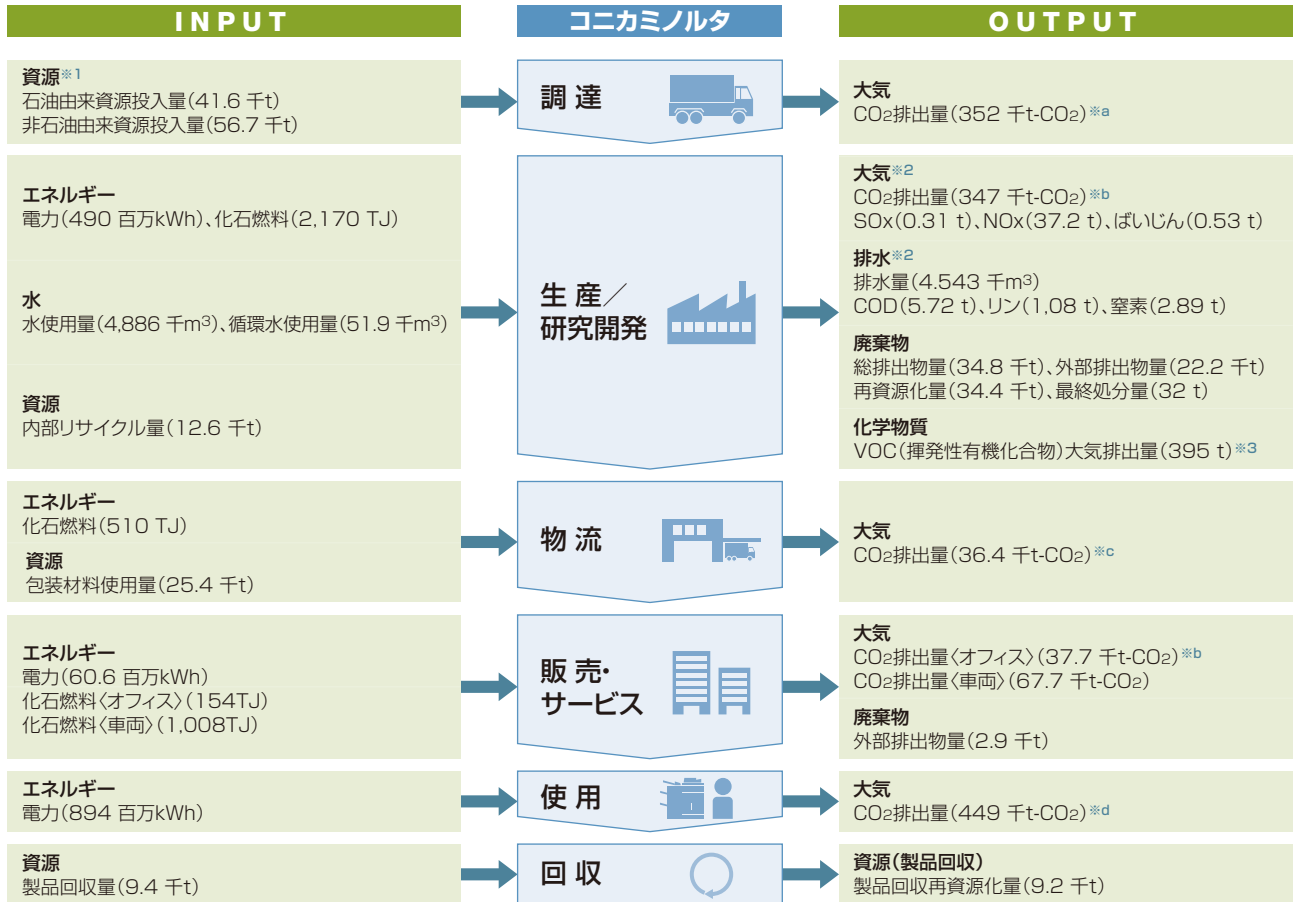 INPUT
コニカミノルタ
OUTPUT
資源※1
石油由来資源投入量(41.6 千t)
非石油由来資源投入量(56.7 千t)
調 達
大気
CO2排出量(352 千t-CO2)※a
エネルギー
電力(490 百万kWh)、化石燃料(2,170 TJ)
水
水使用量(4,886 千m3)、循環水使用量(51.9 千m3)
資源
内部リサイクル量(12.6 千t)
生 産／
研究開発
大気※2
CO2排出量(347 千t-CO2)※b
SOx(0.31 t)、NOx(37.2 t)、ばいじん(0.53 t)
排水※2
排水量(4.543 千m3)
COD(5.72 t)、リン(1,08 t)、窒素(2.89 t)
廃棄物
総排出物量(34.8 千t)、外部排出物量(22.2 千t)
再資源化量(34.4 千t)、最終処分量(32 t)
化学物質
VOC(揮発性有機化合物)大気排出量(395 t)※3
エネルギー
化石燃料(510 TJ)
資源
包装材料使用量(25.4 千t)
物 流
大気
CO2排出量(36.4 千t-CO2)※c
エネルギー
電力(60.6 百万kWh)
化石燃料〈オフィス〉(154TJ)
化石燃料〈車両〉(1,008TJ)
販 売・
サービス
大気
CO2排出量〈オフィス〉(37.7 千t-CO2)※b
CO2排出量〈車両〉(67.7 千t-CO2)
廃棄物
外部排出物量(2.9 千t)
エネルギー
電力(894 百万kWh)
使 用
大気
CO2排出量(449 千t-CO2)※d
資源
製品回収量(9.4 千t)
回 収
資源(製品回収)
製品回収再資源化量(9.2 千t)